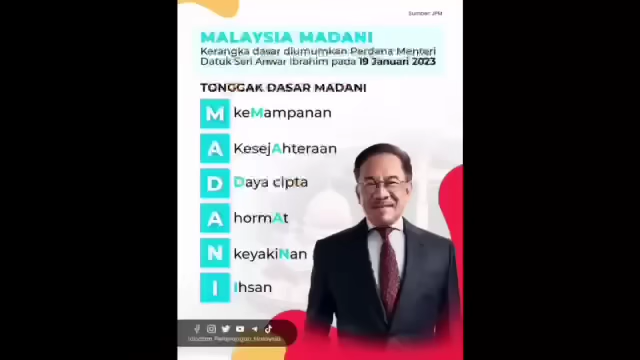 Sumber: JPM
MALAYSIA MADANI
Kerangka dasar diumumkan Perdana Menteri
Datuk Seri Anwar Ibrahim pada 19 Januari 2023
TONGGAK DASAR MADANI
M keMampanan
A KesejAhteraan
D Daya cipta
A hormAt
N keyakiNan
I Ihsan